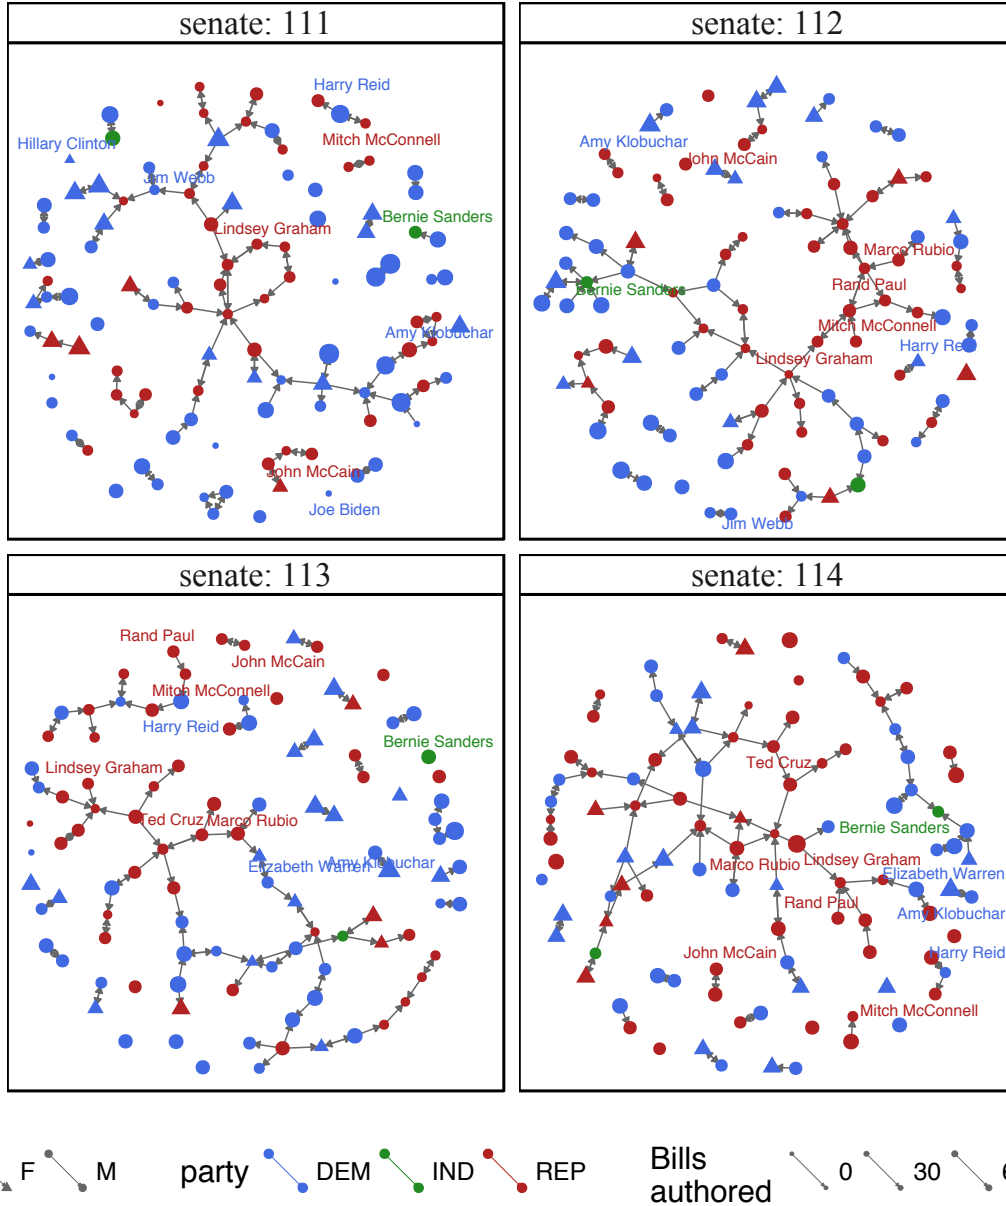 senate: 111
senate: 112
Harry Reid
Mitch McConnell
Hillary Clinton
Jim Webb
Bernie Sanders
Lindsey Graham
Amy Klobuchar
John McCain
Joe Biden
Amy Klobuchar
John McCain
Marco Rubio
Bernie Sanders
Rand Paul
Mitch McConnell
Harry Reid
Lindsey Graham
Jim Webb
senate: 113
senate: 114
Rand Paul
John McCain
Mitch McConnell
Harry Reid
Bernie Sanders
Lindsey Graham
Ted Cruz
Marco Rubio
Elizabeth Warren
Amy Klobuchar
Ted Cruz
Bernie Sanders
Marco Rubio
Lindsey Graham
Elizabeth Warren
Rand Paul
Amy Klobuchar
John McCain
Harry Reid
Mitch McConnell
F M party DEM IND REP Bills authored 0 30